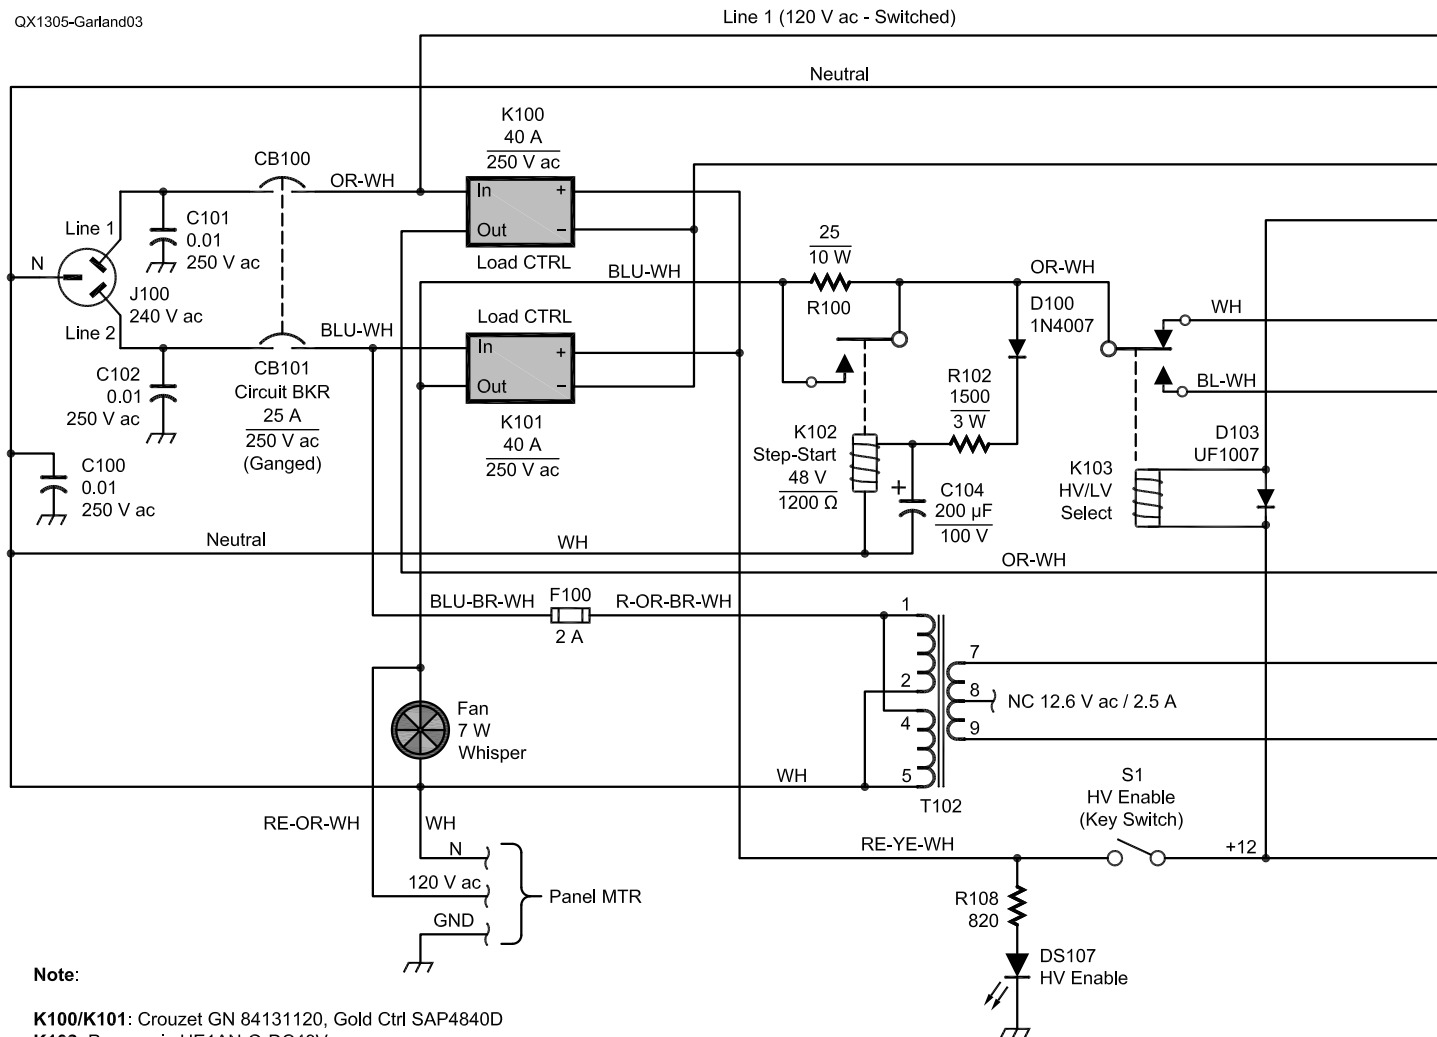 QX1305-Garland03
Line 1 (120 V ac - Switched)
Neutral
K100
40 A
250 V ac
CB100
OR-WH
In
+
Out
–
Load CTRL
Line 1
C101
0.01
250 V ac
N
J100
240 V ac
Line 2
BLU-WH
25
10 W
R100
OR-WH
D100
1N4007
WH
BL-WH
Load CTRL
BLU-WH
In
+
Out
–
K101
40 A
250 V ac
C102
0.01
250 V ac
CB101
Circuit BKR
25 A
250 V ac
(Ganged)
R102
1500
3 W
K102
Step-Start
48 V
1200 Ω
+
C104
200 µF
100 V
D103
UF1007
K103
HV/LV
Select
C100
0.01
250 V ac
Neutral
WH
OR-WH
BLU-BR-WH
F100
2 A
R-OR-BR-WH
1
2
4
5
7
8
9
NC 12.6 V ac / 2.5 A
T102
Fan
7 W
Whisper
WH
S1
HV Enable
(Key Switch)
RE-OR-WH
WH
RE-YE-WH
+12
N
120 V ac
GND
Panel MTR
R108
820
DS107
HV Enable
Note:
K100/K101: Crouzet GN 84131120, Gold Ctrl SAP4840D